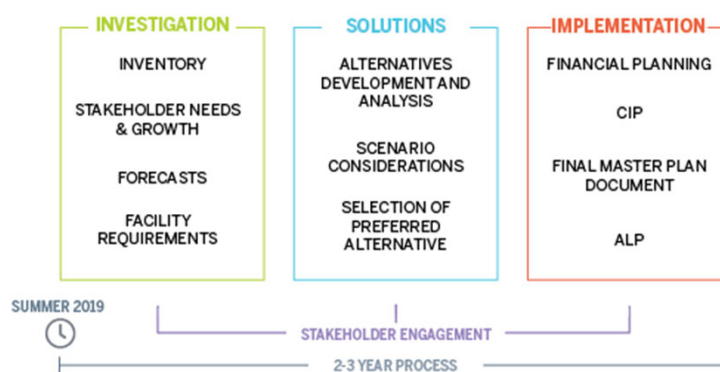 INVESTIGATION
INVENTORY
STAKEHOLDER NEEDS
& GROWTH
FORECASTS
FACILITY
REQUIREMENTS
SOLUTIONS
ALTERNATIVES
DEVELOPMENT AND
ANALYSIS
SCENARIO
CONSIDERATIONS
SELECTION OF
PREFERRED
ALTERNATIVE
IMPLEMENTATION
FINANCIAL PLANNING
CIP
FINAL MASTER PLAN
DOCUMENT
ALP
SUMMER 2019
STAKEHOLDER ENGAGEMENT
2-3 YEAR PROCESS